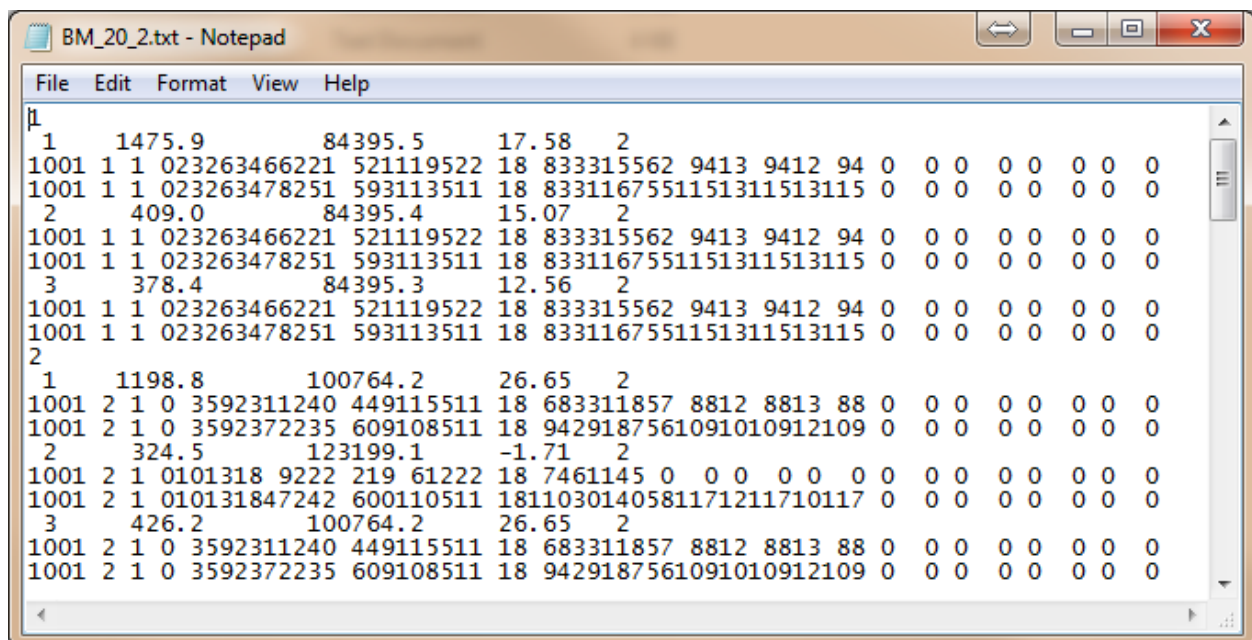 BM_20_2.txt - Notepad
File Edit Format View Help
1
 1     1475.9          84395.5     17.58   2
1001 1 1 023263466221 521119522 18 833315562 9413 9412 94 0  0 0  0 0  0 0  0
1001 1 1 023263478251 593113511 18 8331167551151311513115 0  0 0  0 0  0 0  0
 2      409.0          84395.4     15.07   2
1001 1 1 023263466221 521119522 18 833315562 9413 9412 94 0  0 0  0 0  0 0  0
1001 1 1 023263478251 593113511 18 8331167551151311513115 0  0 0  0 0  0 0  0
 3      378.4          84395.3     12.56   2
1001 1 1 023263466221 521119522 18 833315562 9413 9412 94 0  0 0  0 0  0 0  0
1001 1 1 023263478251 593113511 18 8331167551151311513115 0  0 0  0 0  0 0  0
2
 1     1198.8         100764.2     26.65   2
1001 2 1 0 3592311240 449115511 18 683311857 8812 8813 88 0  0 0  0 0  0 0  0
1001 2 1 0 3592372235 609108511 18 9429187561091010912109 0  0 0  0 0  0 0  0
 2      324.5         123199.1     -1.71   2
1001 2 1 0101318 9222 219 61222 18 7461145 0  0 0  0 0  0 0  0 0  0 0  0 0  0
1001 2 1 010131847242 600110511 1811030140581171211710117 0  0 0  0 0  0 0  0
 3      426.2         100764.2     26.65   2
1001 2 1 0 3592311240 449115511 18 683311857 8812 8813 88 0  0 0  0 0  0 0  0
1001 2 1 0 3592372235 609108511 18 9429187561091010912109 0  0 0  0 0  0 0  0